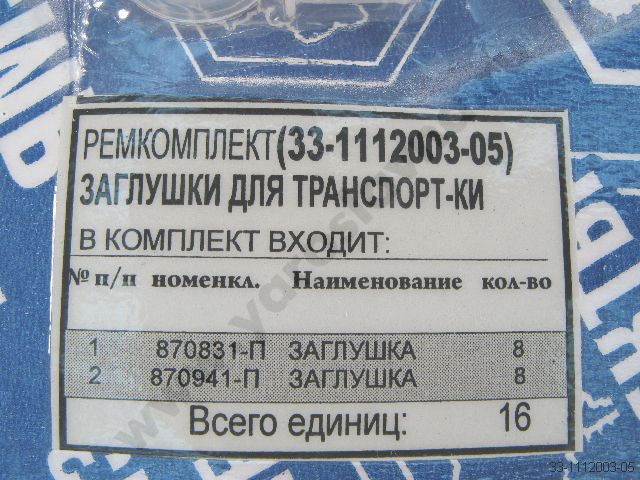 РЕМКОМПЛЕКТ(33-1112003-05)
ЗАГЛУШКИ ДЛЯ ТРАНСПОРТ-КИ
В КОМПЛЕКТ ВХОДИТ:
№ п/п номенкл. Наименование кол-во
1 870831-П ЗАГЛУШКА 8
2 870941-П ЗАГЛУШКА 8
Всего единиц: 16
33-1112003-05